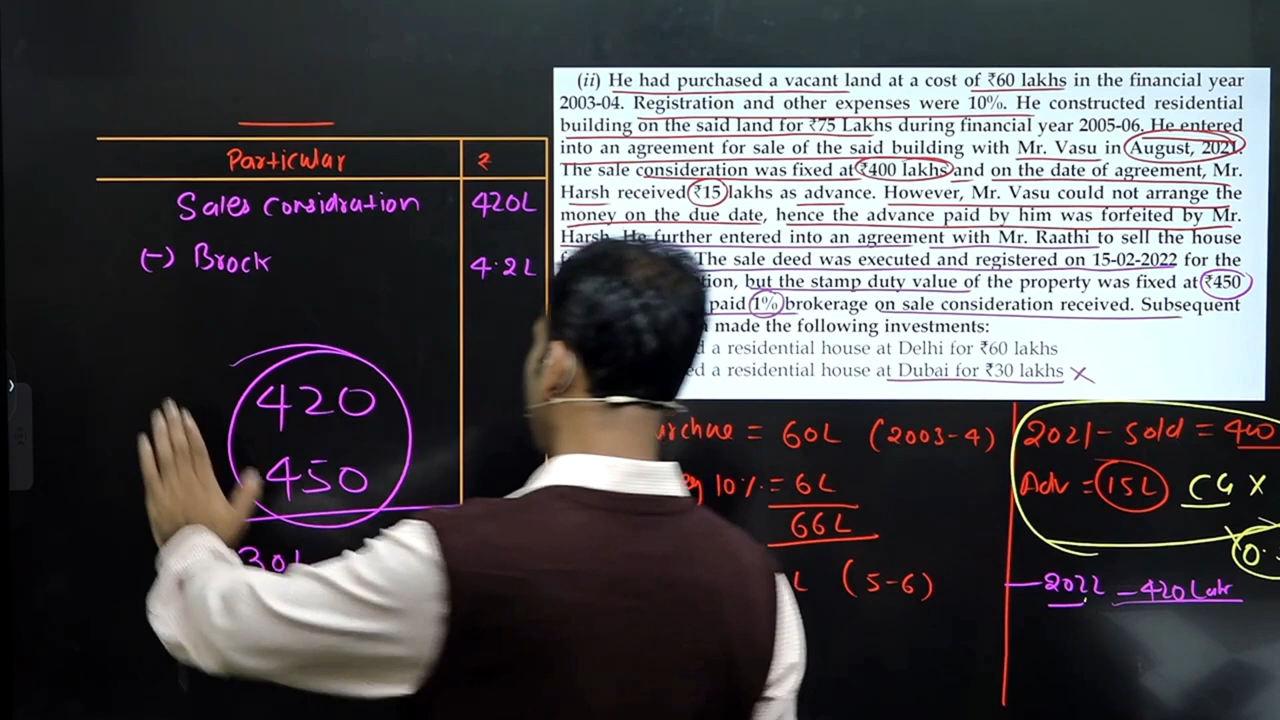 Particular ₹
Sales Considration 420L
(-) Brock 4.2L
420
450
30L
(ii) He had purchased a vacant land at a cost of ₹60 lakhs in the financial year
2003-04. Registration and other expenses were 10%. He constructed residential
building on the said land for ₹75 Lakhs during financial year 2005-06. He entered
into an agreement for sale of the said building with Mr. Vasu in August, 2021.
The sale consideration was fixed at ₹400 lakhs and on the date of agreement, Mr.
Harsh received ₹15 lakhs as advance. However, Mr. Vasu could not arrange the
money on the due date, hence the advance paid by him was forfeited by Mr.
Harsh. He further entered into an agreement with Mr. Raathi to sell the house
The sale deed was executed and registered on 15-02-2022 for the
but the stamp duty value of the property was fixed at ₹450
paid 1% brokerage on sale consideration received. Subsequent
made the following investments:
a residential house at Delhi for ₹60 lakhs
a residential house at Dubai for ₹30 lakhs X
= 60L (2003-4)
10% = 6L
66L
L (5-6)
2021 - Sold = 400
Adv = 15L CG X
2022 - 420 Lakr